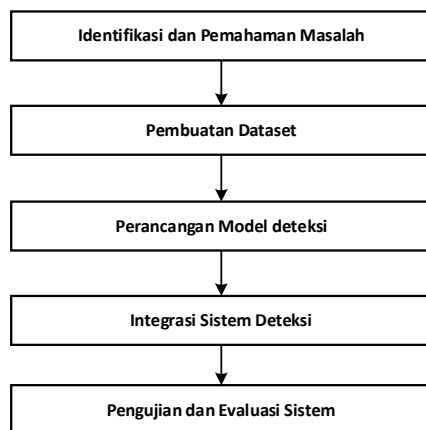 Identifikasi dan Pemahaman Masalah
Pembuatan Dataset
Perancangan Model deteksi
Integrasi Sistem Deteksi
Pengujian dan Evaluasi Sistem